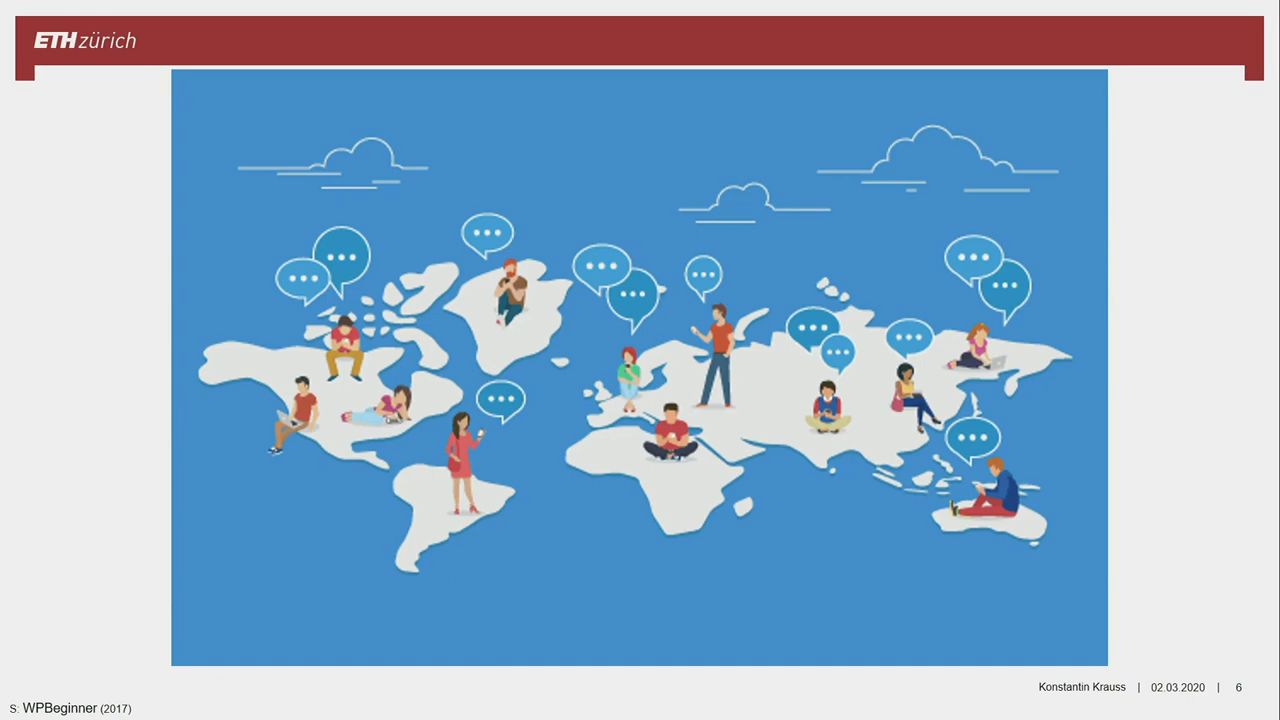 ETH zürich
Konstantin Krauss | 02.03.2020 | 6
S: WPBeginner (2017)